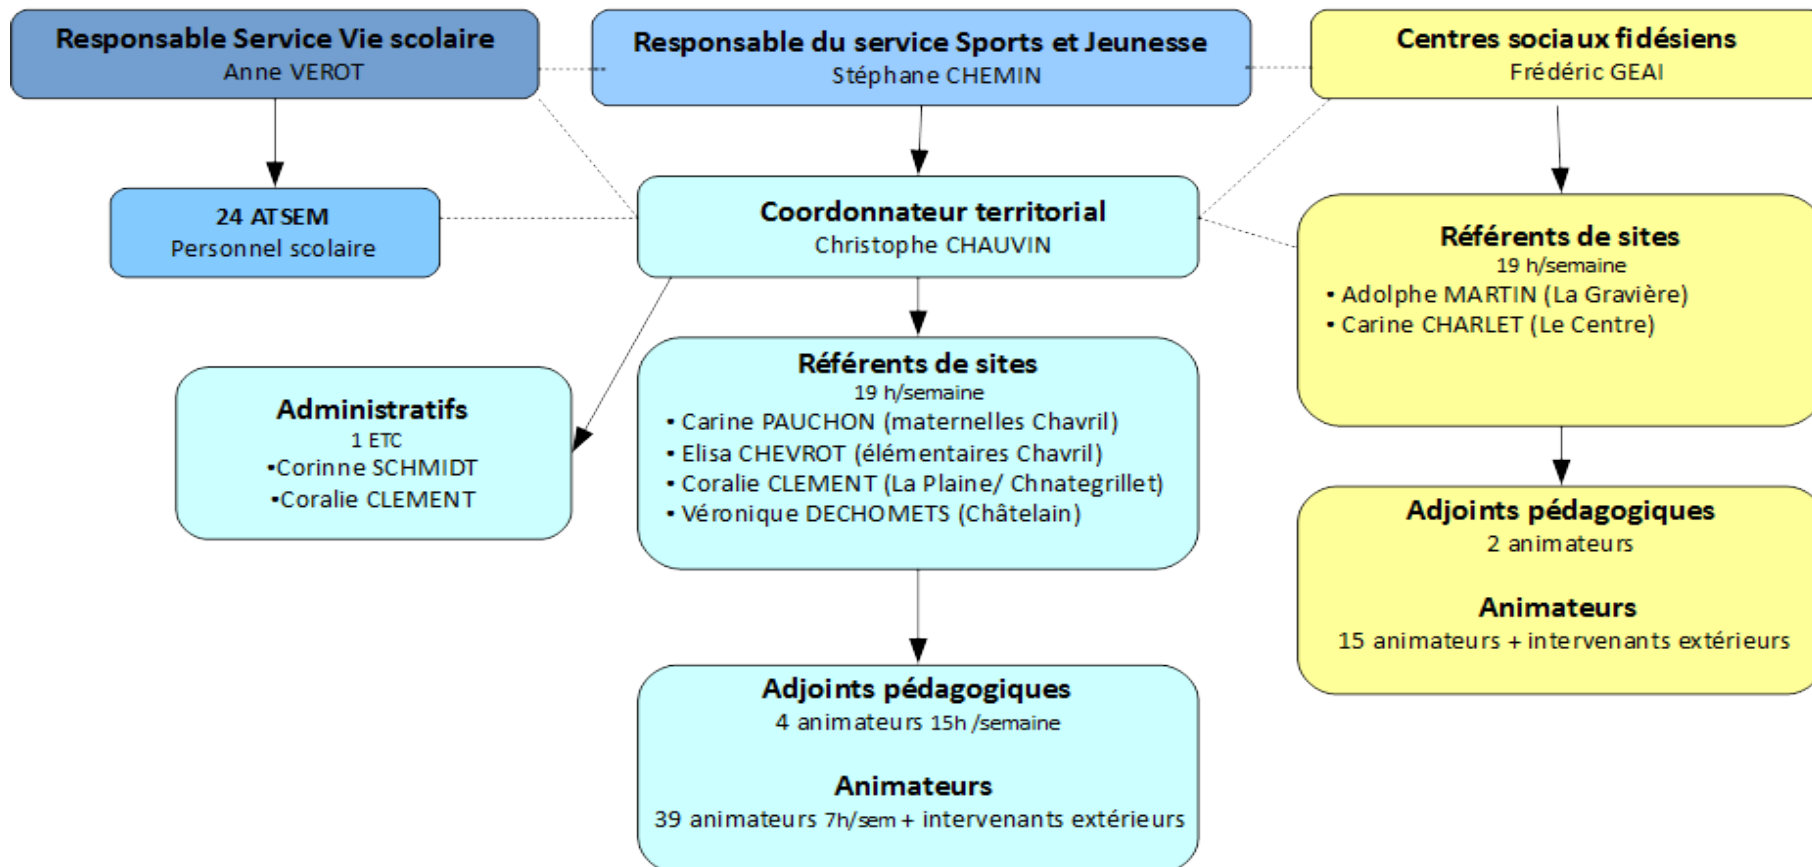 Responsable Service Vie scolaire
Anne VEROT
Responsable du service Sports et Jeunesse
Stéphane CHEMIN
Centres sociaux fidésiens
Frédéric GEAI
24 ATSEM
Personnel scolaire
Coordonnateur territorial
Christophe CHAUVIN
Référents de sites
19 h/semaine
• Adolphe MARTIN (La Gravière)
• Carine CHARLET (Le Centre)
Administratifs
1 ETC
•Corinne SCHMIDT
•Coralie CLEMENT
Référents de sites
19 h/semaine
• Carine PAUCHON (maternelles Chavril)
• Elisa CHEVROT (élémentaires Chavril)
• Coralie CLEMENT (La Plaine/ Chnategrillet)
• Véronique DECHOMETS (Châtelain)
Adjoints pédagogiques
2 animateurs
Animateurs
15 animateurs + intervenants extérieurs
Adjoints pédagogiques
4 animateurs 15h /semaine
Animateurs
39 animateurs 7h/sem + intervenants extérieurs